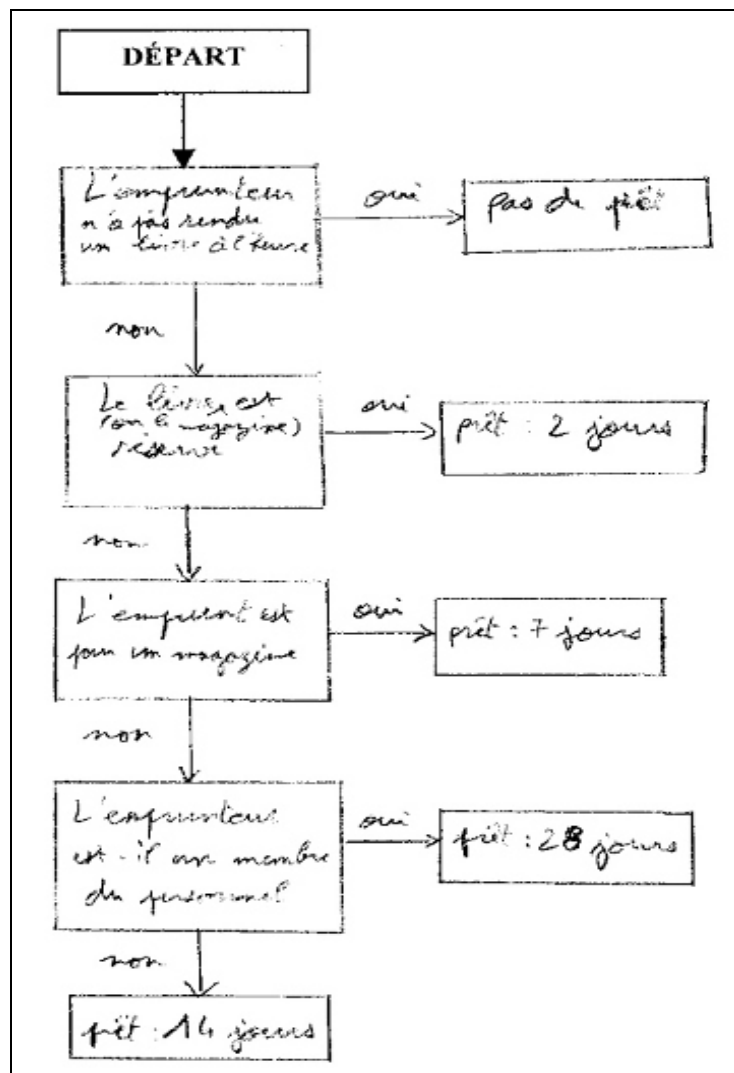 DÉPART
L'emprunteur
n'a pas rendre
un livre à l'heure
oui
pas de prêt
non
Le livre est
(ou le magazine)
réservé
oui
prêt : 2 jours
non
L'emprunt est
pour un magazine
oui
prêt : 7 jours
non
L'emprunteur
est-il un membre
du personnel
oui
prêt : 28 jours
non
prêt : 14 jours